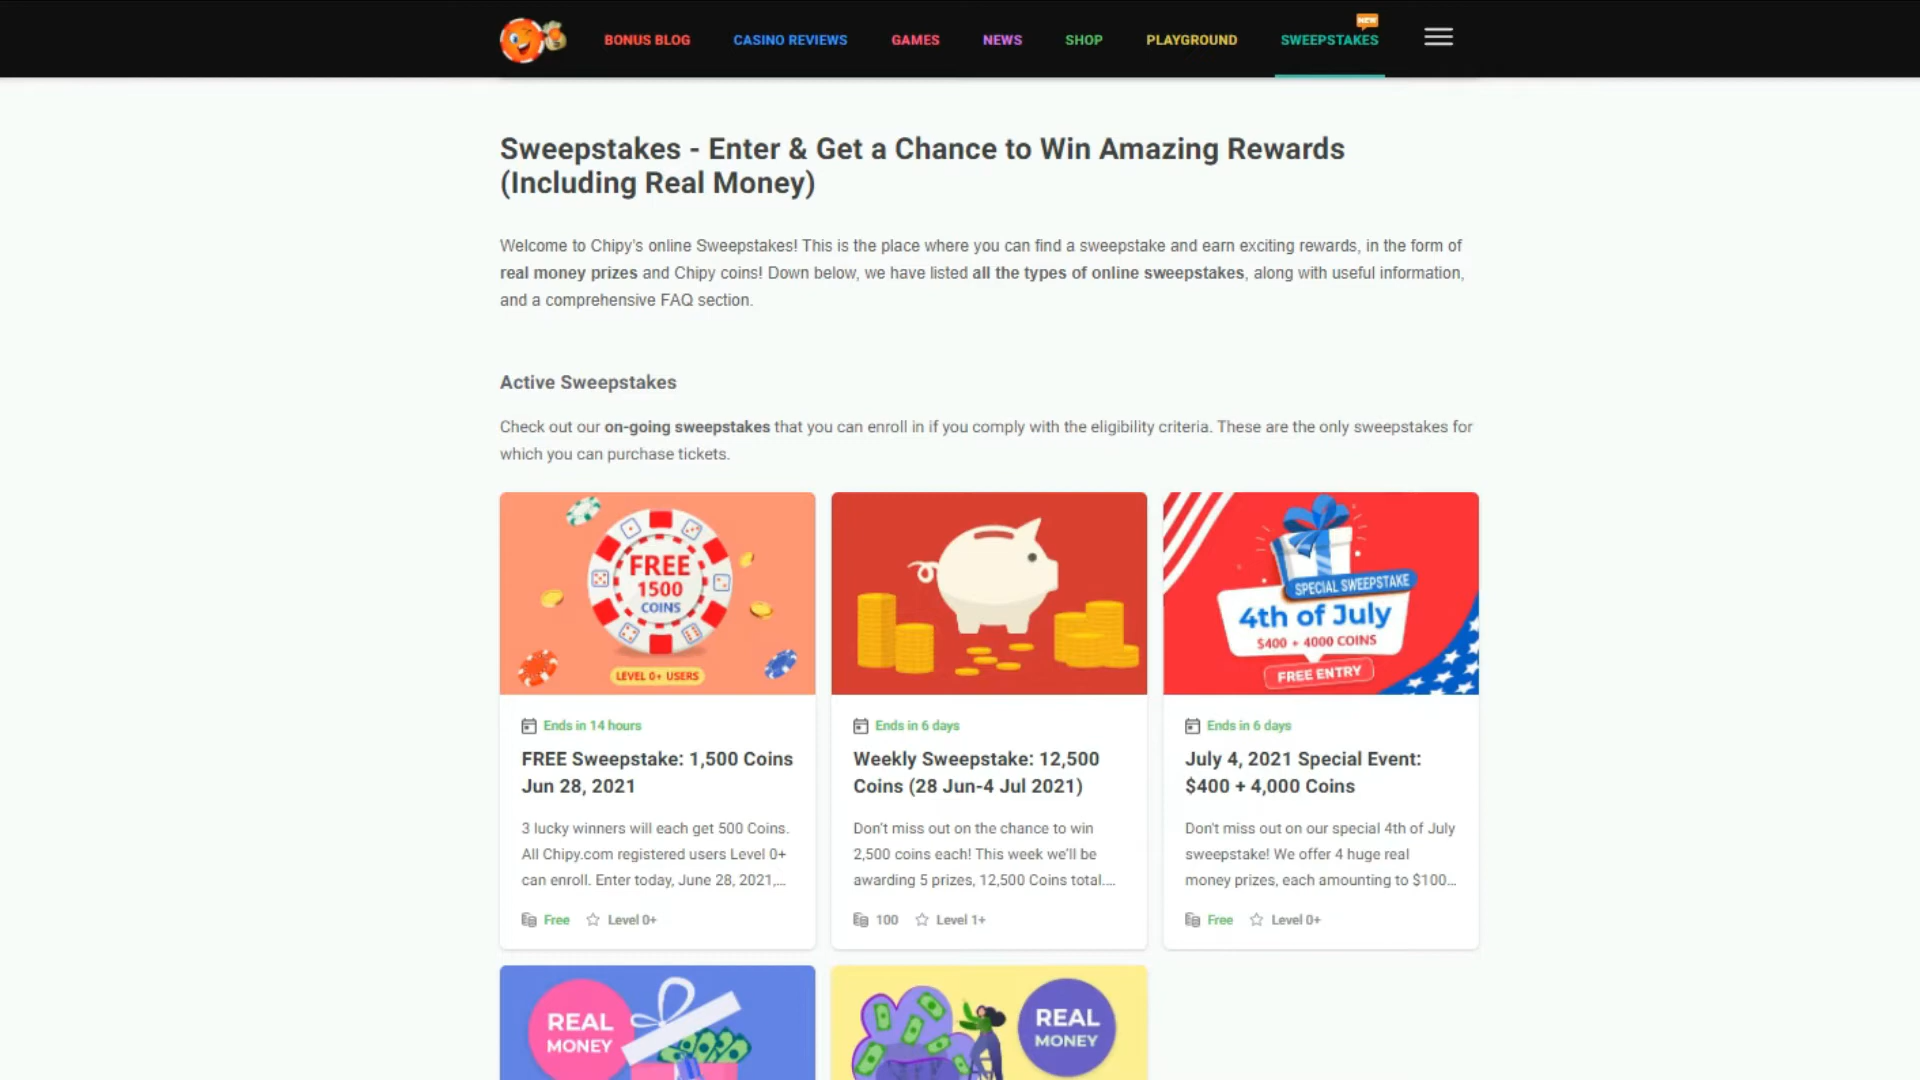 BONUS BLOG CASINO REVIEWS GAMES NEWS SHOP PLAYGROUND SWEEPSTAKES NEW
Sweepstakes - Enter & Get a Chance to Win Amazing Rewards
(Including Real Money)
Welcome to Chipy's online Sweepstakes! This is the place where you can find a sweepstake and earn exciting rewards, in the form of
real money prizes and Chipy coins! Down below, we have listed all the types of online sweepstakes, along with useful information,
and a comprehensive FAQ section.
Active Sweepstakes
Check out our on-going sweepstakes that you can enroll in if you comply with the eligibility criteria. These are the only sweepstakes for
which you can purchase tickets.
FREE
1500
COINS
LEVEL 0+ USERS
Ends in 14 hours
FREE Sweepstake: 1,500 Coins
Jun 28, 2021
3 lucky winners will each get 500 Coins.
All Chipy.com registered users Level 0+
can enroll. Enter today, June 28, 2021,...
Free Level 0+
Ends in 6 days
Weekly Sweepstake: 12,500
Coins (28 Jun-4 Jul 2021)
Don't miss out on the chance to win
2,500 coins each! This week we'll be
awarding 5 prizes, 12,500 Coins total....
100 Level 1+
SPECIAL SWEEPSTAKE
4th of July
$400 + 4000 COINS
FREE ENTRY
Ends in 6 days
July 4, 2021 Special Event:
$400 + 4,000 Coins
Don't miss out on our special 4th of July
sweepstake! We offer 4 huge real
money prizes, each amounting to $100...
Free Level 0+
REAL
MONEY
REAL
MONEY